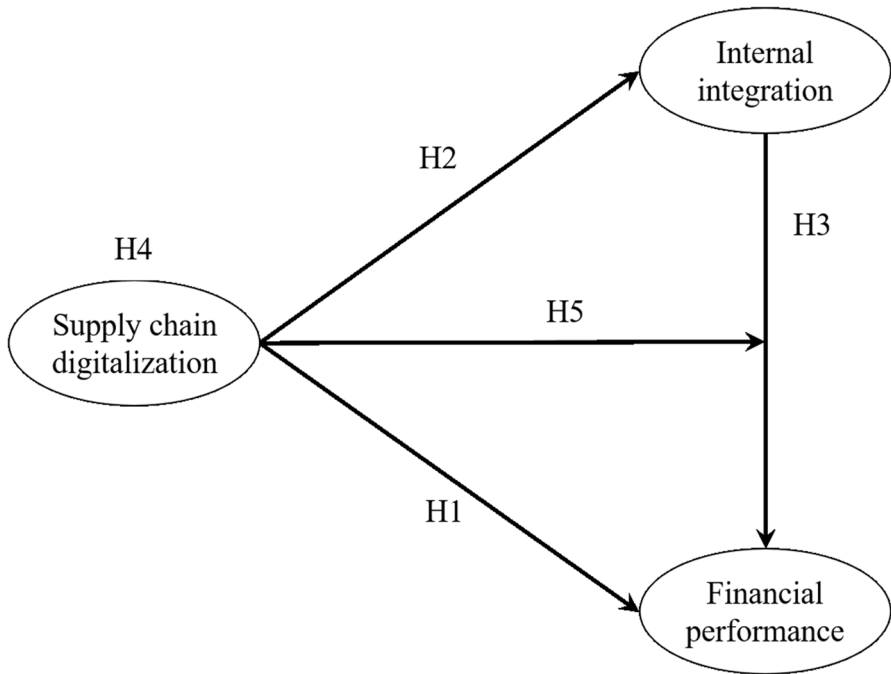 Internal
integration
H2
H3
H4
H5
Supply chain
digitalization
H1
Financial
performance